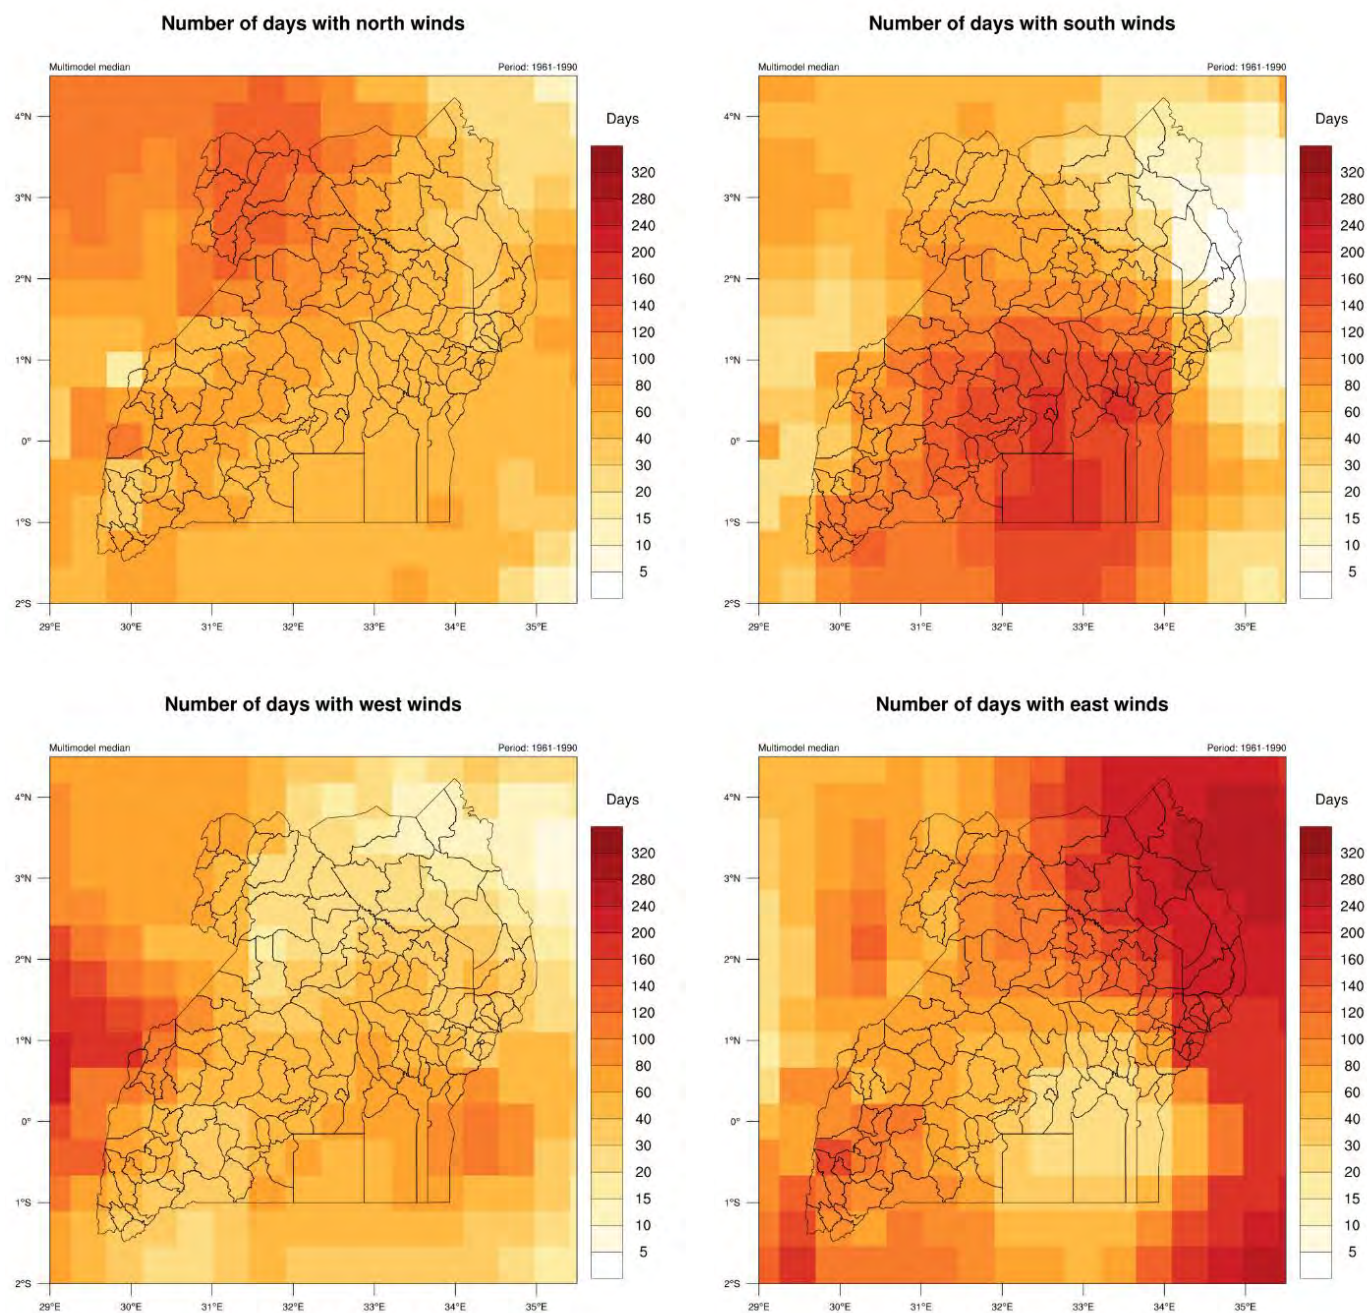 Number of days with north winds
Multimodel median Period: 1961-1990
Days
320
280
240
200
160
140
120
100
80
60
40
30
20
15
10
5
4°N
3°N
2°N
1°N
0°
1°S
2°S
29°E 30°E 31°E 32°E 33°E 34°E 35°E
Number of days with south winds
Multimodel median Period: 1961-1990
Days
320
280
240
200
160
140
120
100
80
60
40
30
20
15
10
5
4°N
3°N
2°N
1°N
0°
1°S
2°S
29°E 30°E 31°E 32°E 33°E 34°E 35°E
Number of days with west winds
Multimodel median Period: 1961-1990
Days
320
280
240
200
160
140
120
100
80
60
40
30
20
15
10
5
4°N
3°N
2°N
1°N
0°
1°S
2°S
29°E 30°E 31°E 32°E 33°E 34°E 35°E
Number of days with east winds
Multimodel median Period: 1961-1990
Days
320
280
240
200
160
140
120
100
80
60
40
30
20
15
10
5
4°N
3°N
2°N
1°N
0°
1°S
2°S
29°E 30°E 31°E 32°E 33°E 34°E 35°E